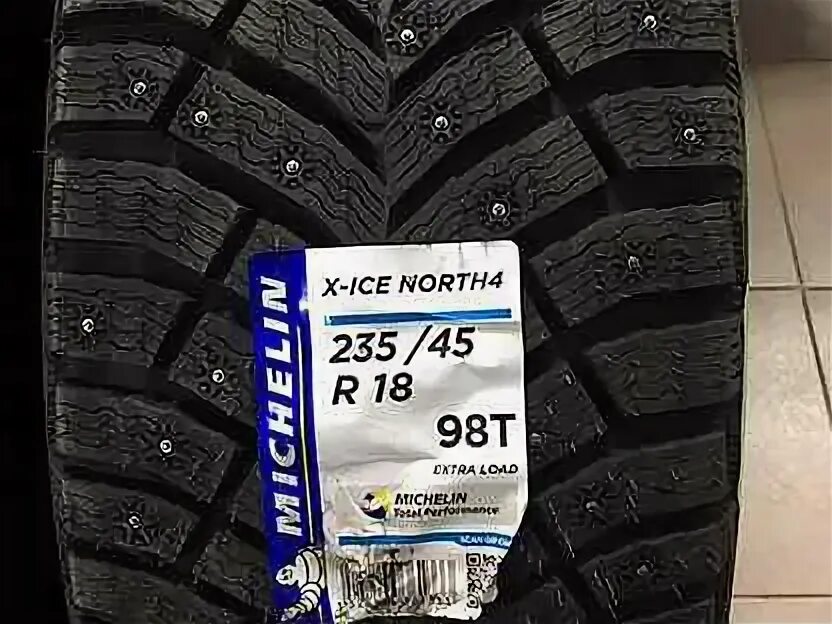 MICHELIN
X-ICE NORTH4
235 /45
R 18
98T
EXTRA LOAD
MICHELIN
Total Performance